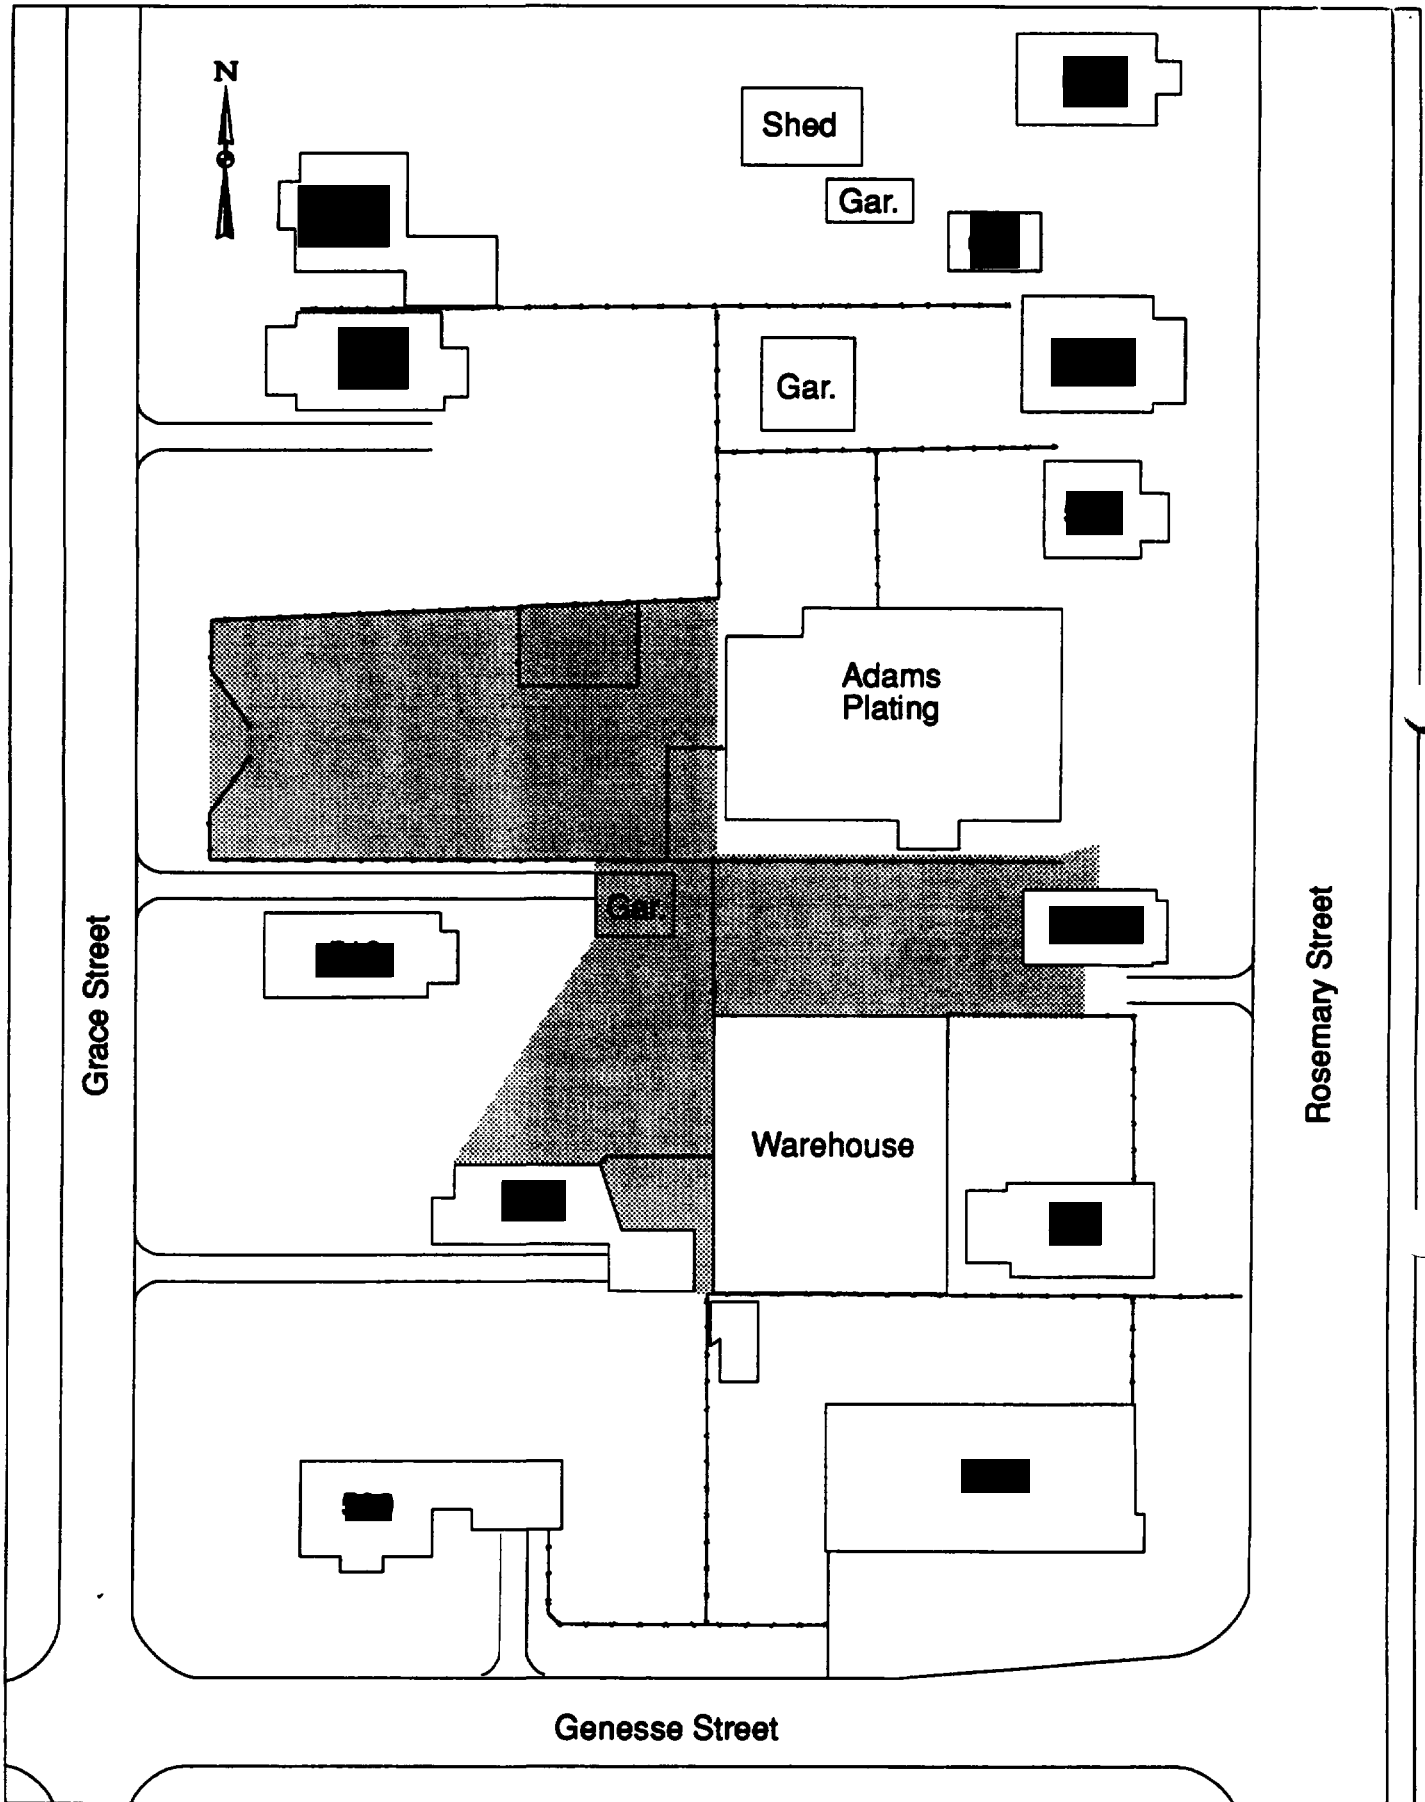 N
Shed
Gar.
Gar.
Adams
Plating
Gar.
Grace Street
Rosemary Street
Warehouse
Genesse Street